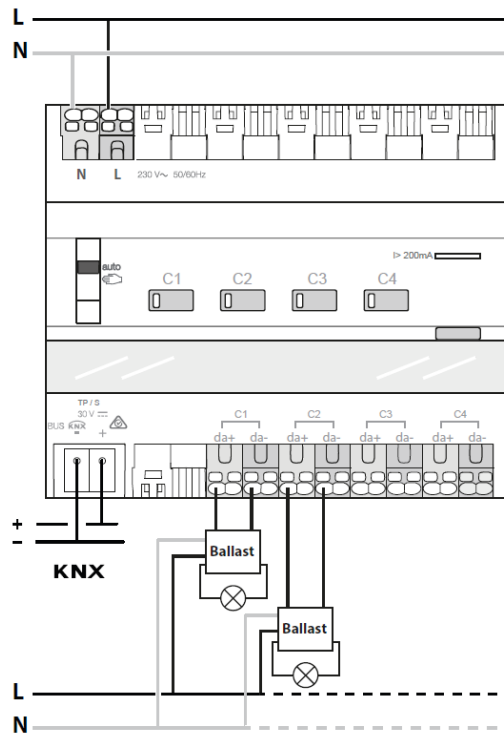 L
N
N L 230 V~ 50/60Hz
auto
I> 200mA
C1 C2 C3 C4
TP / S
30 V
BUS KNX +
C1 C2 C3 C4
da+ da- da+ da- da+ da- da+ da-
+
-
KNX
Ballast
Ballast
L
N